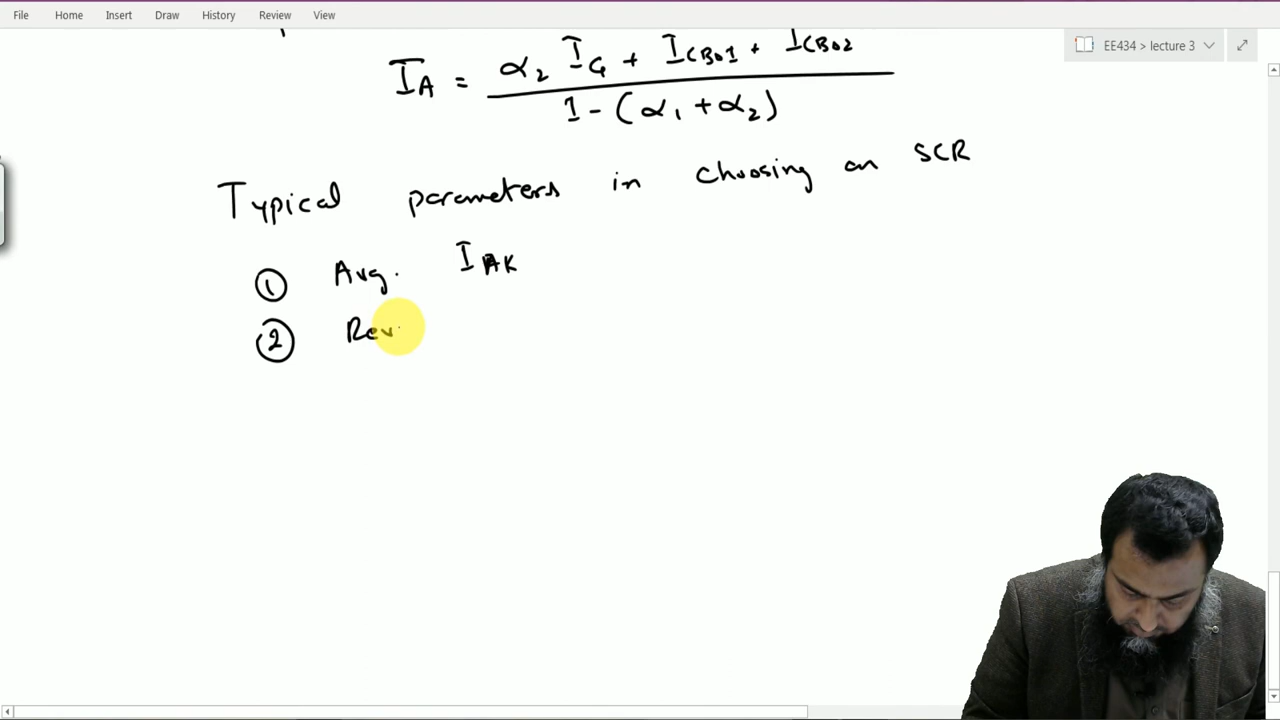 File Home Insert Draw History Review View
EE434 > lecture 3
I_A = (α₂ I_G + I_CBO1 + I_CBO2) / (1 - (α₁ + α₂))
Typical parameters in choosing an SCR
① Avg. I_AK
② Rev.